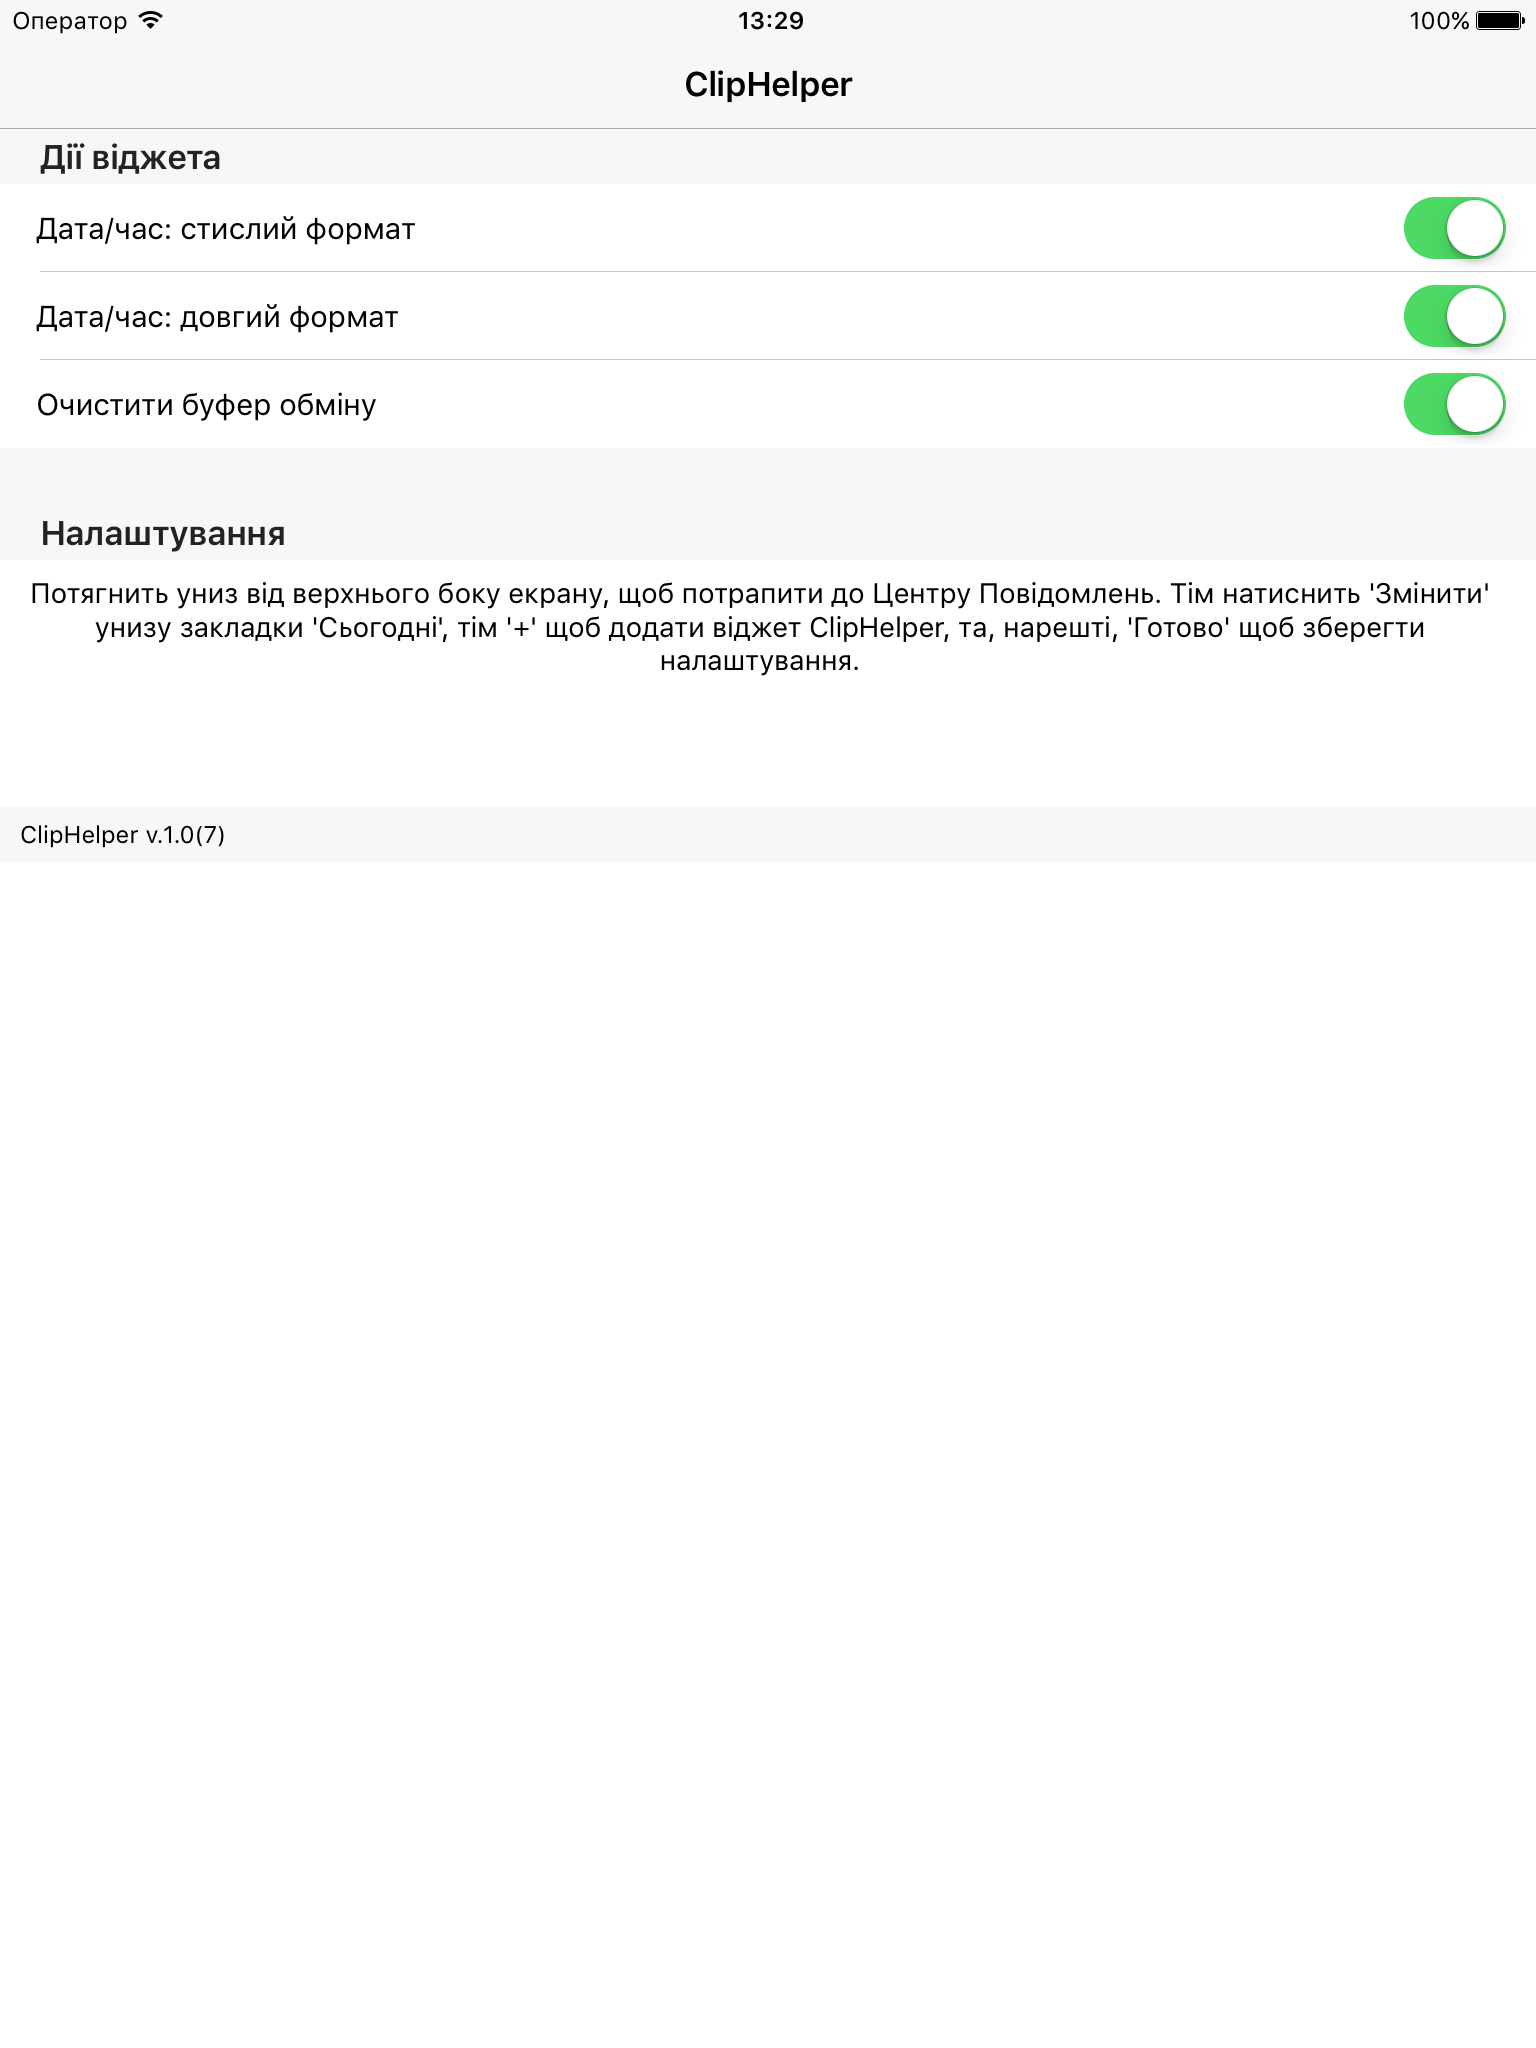 Оператор 13:29 100%
ClipHelper
Дії віджета
Дата/час: стислий формат
Дата/час: довгий формат
Очистити буфер обміну
Налаштування
Потягнить униз від верхнього боку екрану, щоб потрапити до Центру Повідомлень. Тім натиснить 'Змінити'
унизу закладки 'Сьогодні', тім '+' щоб додати віджет ClipHelper, та, нарешті, 'Готово' щоб зберегти
налаштування.
ClipHelper v.1.0(7)